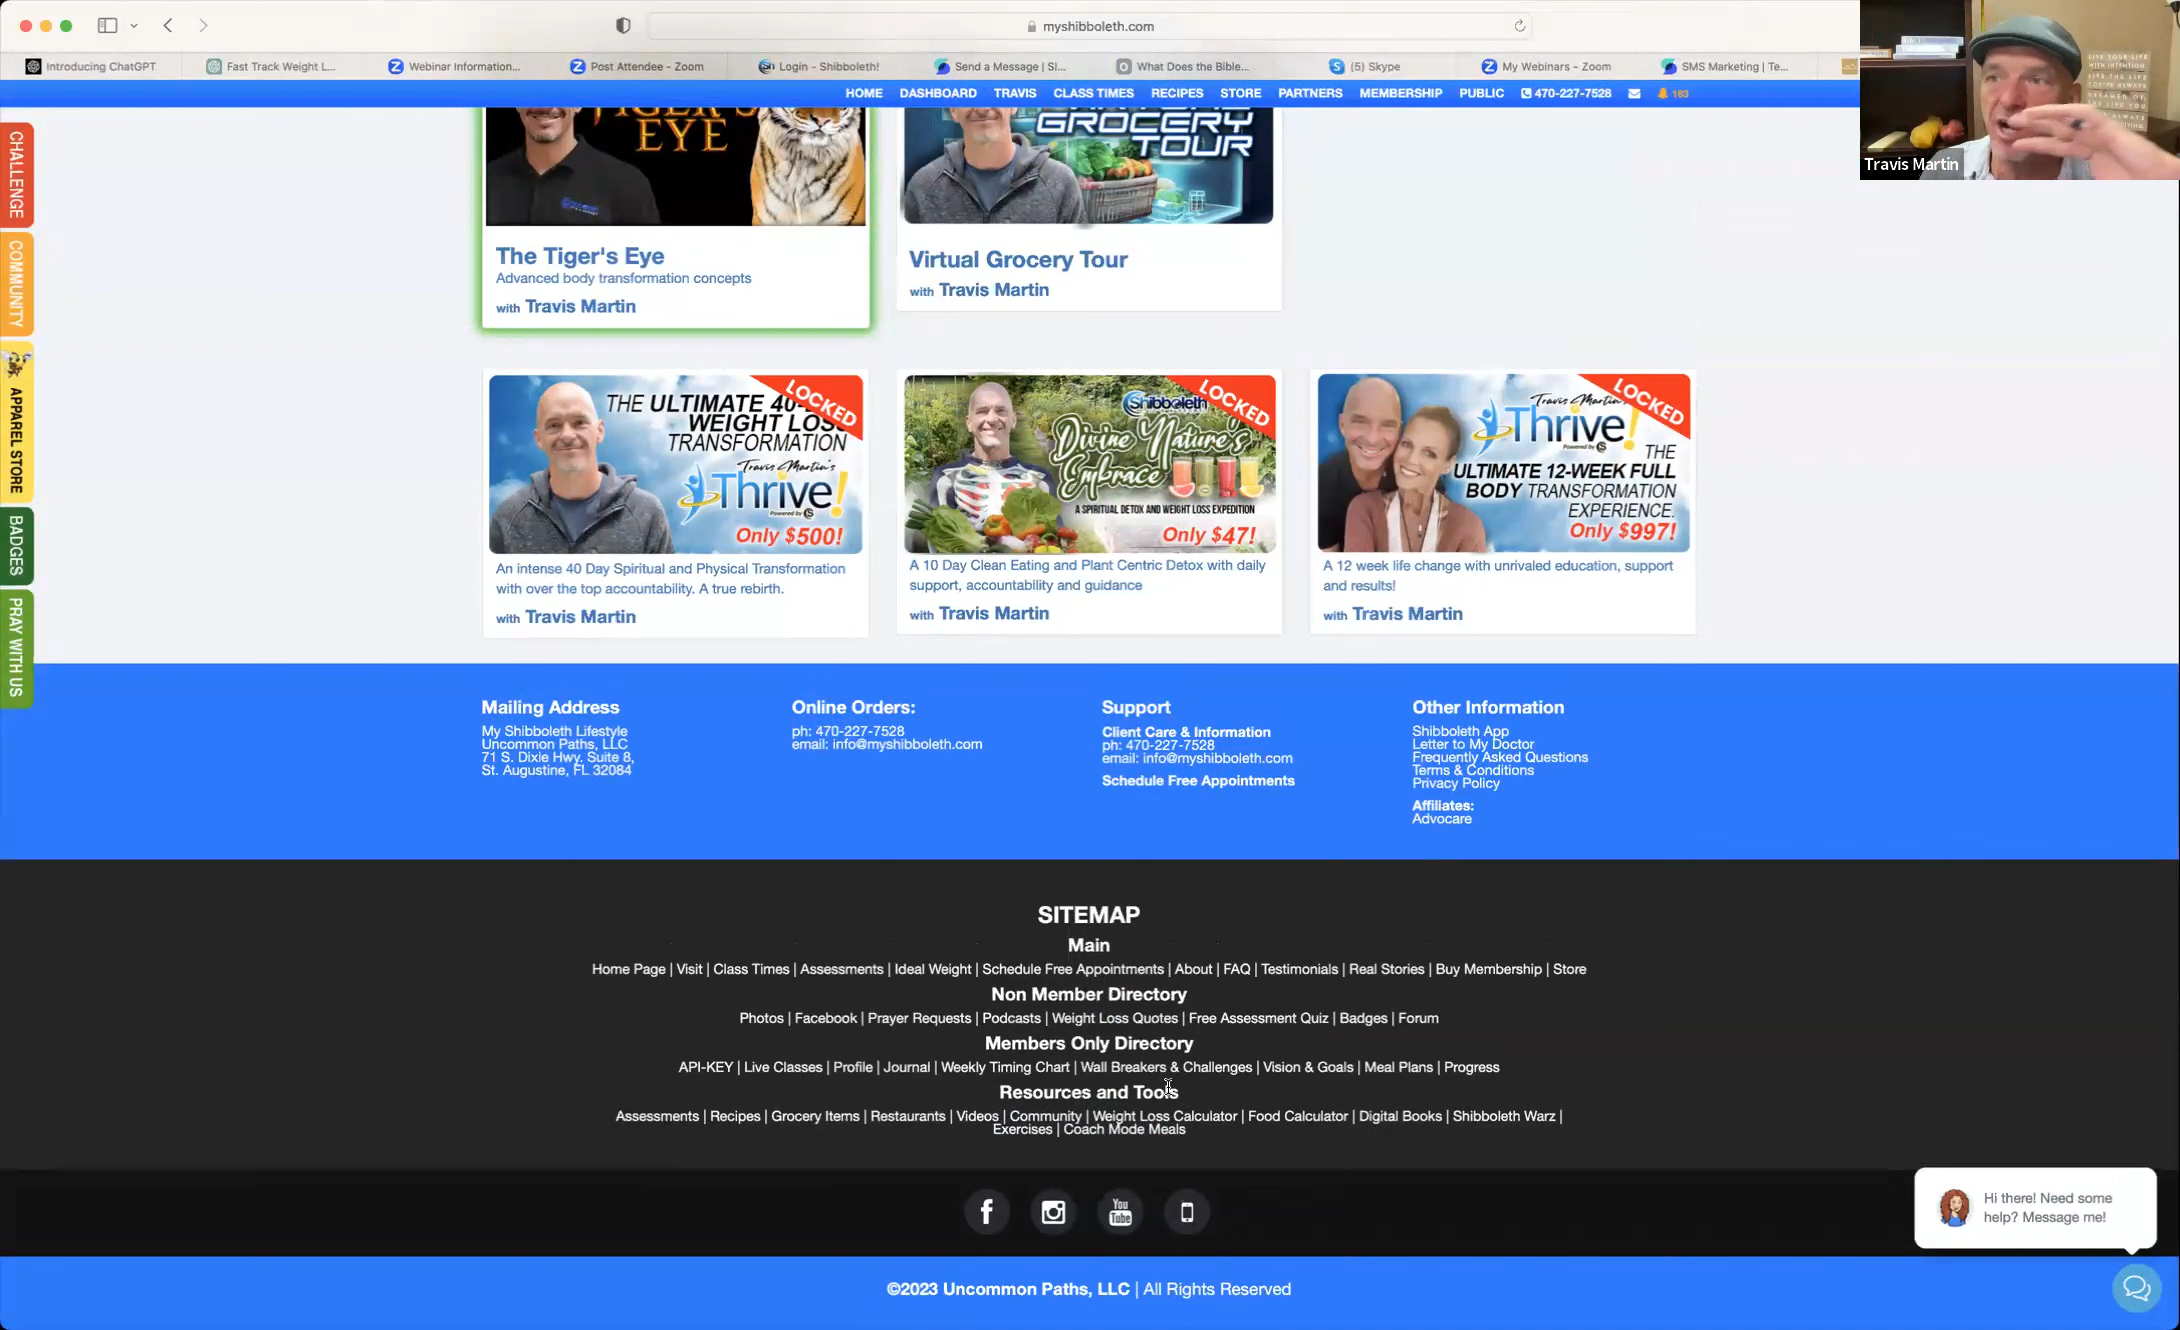 myshibboleth.com
Introducing ChatGPT
Fast Track Weight L...
Webinar Information...
Post Attendee - Zoom
Login - Shibboleth!
Send a Message | Sl...
What Does the Bible...
(5) Skype
My Webinars - Zoom
SMS Marketing | Te...
HOME DASHBOARD TRAVIS CLASS TIMES RECIPES STORE PARTNERS MEMBERSHIP PUBLIC 470-227-7528 163
Travis Martin
CHALLENGE
COMMUNITY
APPAREL STORE
BADGES
PRAY WITH US
EYE
The Tiger's Eye
Advanced body transformation concepts
with Travis Martin
GROCERY
TOUR
Virtual Grocery Tour
with Travis Martin
LOCKED
THE ULTIMATE 40-
WEIGHT LOSS
TRANSFORMATION
Travis Martin's
Thrive!
Powered by
Only $500!
An intense 40 Day Spiritual and Physical Transformation
with over the top accountability. A true rebirth.
with Travis Martin
LOCKED
Shibboleth
Divine Nature's
Embrace
A SPIRITUAL DETOX AND WEIGHT LOSS EXPEDITION
Only $47!
A 10 Day Clean Eating and Plant Centric Detox with daily
support, accountability and guidance
with Travis Martin
LOCKED
Travis Martin's
Thrive!
Powered by
THE
ULTIMATE 12-WEEK FULL
BODY TRANSFORMATION
EXPERIENCE.
Only $997!
A 12 week life change with unrivaled education, support
and results!
with Travis Martin
Mailing Address
My Shibboleth Lifestyle
Uncommon Paths, LLC
71 S. Dixie Hwy. Suite 8,
St. Augustine, FL 32084
Online Orders:
ph: 470-227-7528
email: info@myshibboleth.com
Support
Client Care & Information
ph: 470-227-7528
email: info@myshibboleth.com
Schedule Free Appointments
Other Information
Shibboleth App
Letter to My Doctor
Frequently Asked Questions
Terms & Conditions
Privacy Policy
Affiliates:
Advocare
SITEMAP
Main
Home Page | Visit | Class Times | Assessments | Ideal Weight | Schedule Free Appointments | About | FAQ | Testimonials | Real Stories | Buy Membership | Store
Non Member Directory
Photos | Facebook | Prayer Requests | Podcasts | Weight Loss Quotes | Free Assessment Quiz | Badges | Forum
Members Only Directory
API-KEY | Live Classes | Profile | Journal | Weekly Timing Chart | Wall Breakers & Challenges | Vision & Goals | Meal Plans | Progress
Resources and Tools
Assessments | Recipes | Grocery Items | Restaurants | Videos | Community | Weight Loss Calculator | Food Calculator | Digital Books | Shibboleth Warz |
Exercises | Coach Mode Meals
You
Tube
Hi there! Need some
help? Message me!
©2023 Uncommon Paths, LLC | All Rights Reserved